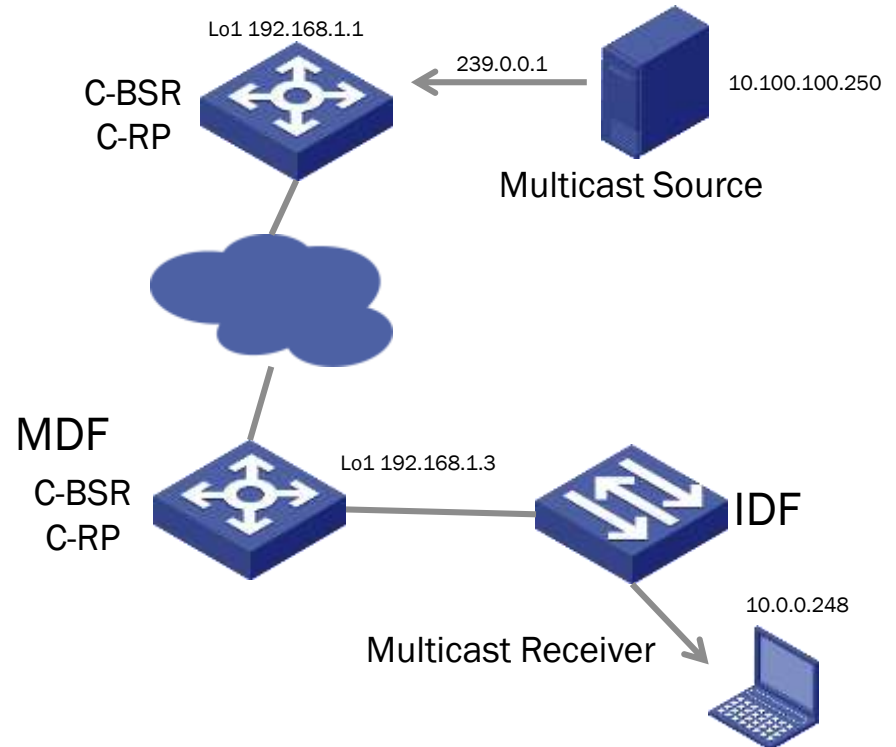 Lo1 192.168.1.1
239.0.0.1
10.100.100.250
C-BSR
C-RP
Multicast Source
MDF
C-BSR
C-RP
Lo1 192.168.1.3
IDF
10.0.0.248
Multicast Receiver